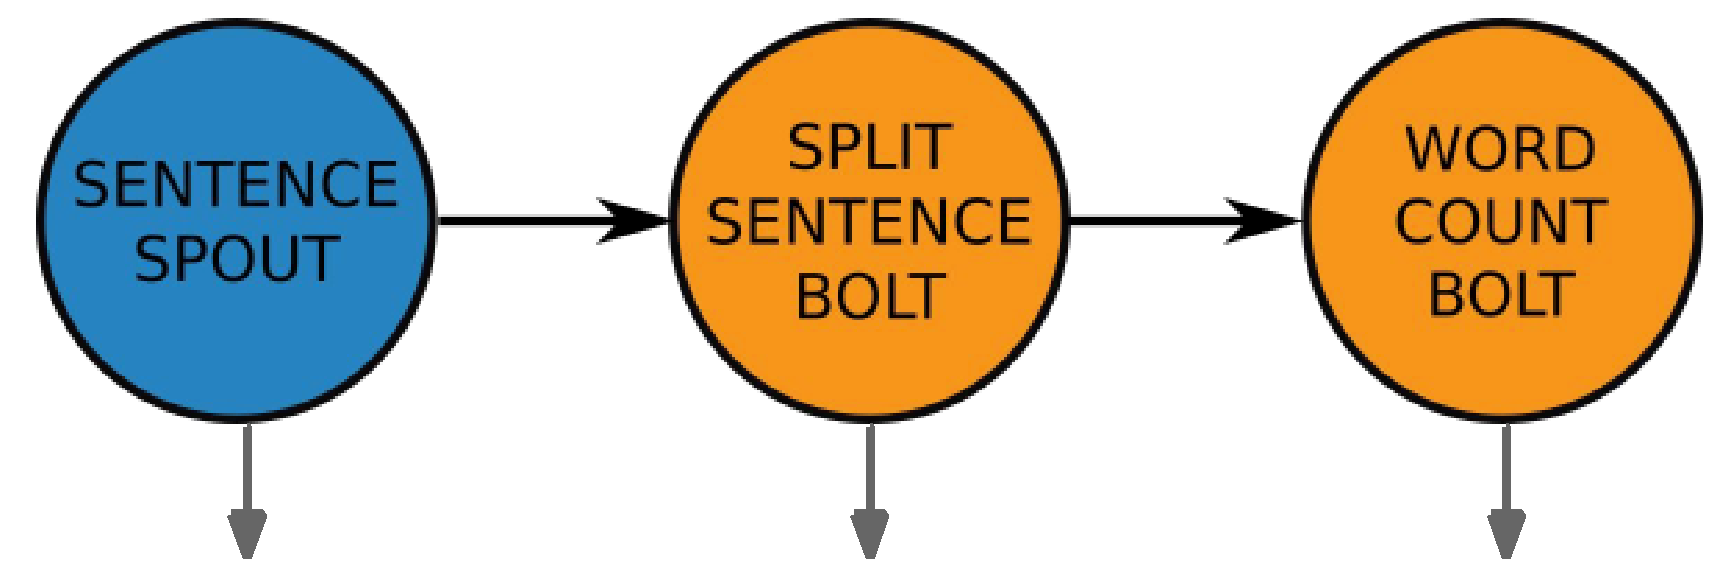 SENTENCE
SPOUT
SPLIT
SENTENCE
BOLT
WORD
COUNT
BOLT